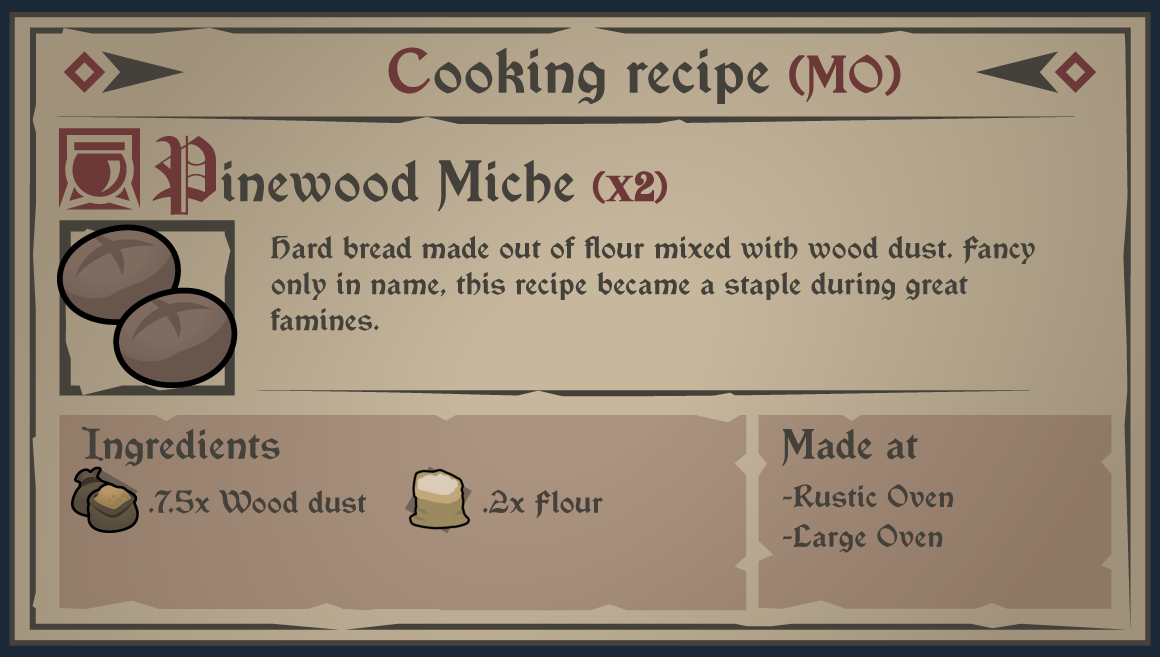 Cooking recipe (MO)
Pinewood Miche (x2)
Hard bread made out of flour mixed with wood dust. Fancy
only in name, this recipe became a staple during great
famines.
Ingredients
.75x Wood dust
.2x Flour
Made at
-Rustic Oven
-Large Oven